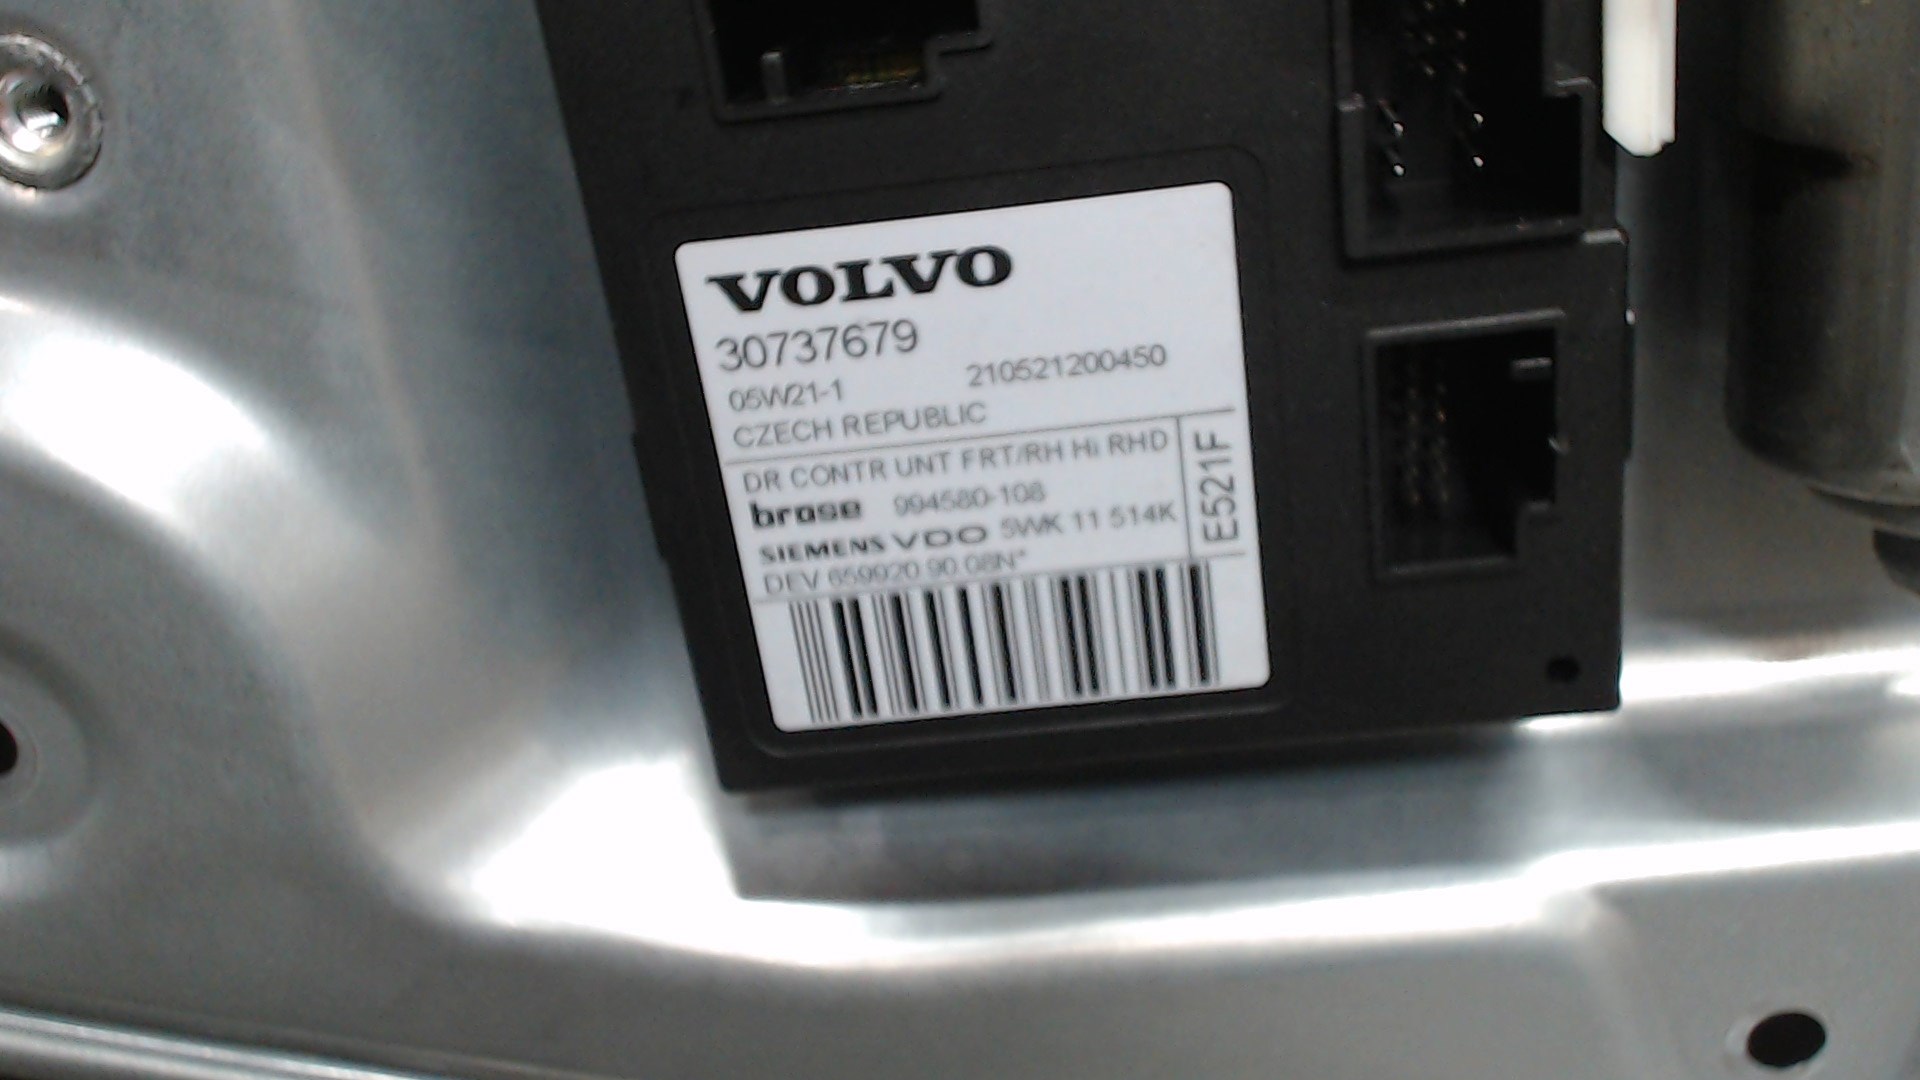 VOLVO
30737679
05W21-1 210521200450
CZECH REPUBLIC
DR CONTR UNT FRT/RH Hi RHD
brose 994580-108
SIEMENS VDO 5WK 11 514K
DEV 659920 90.08N*
E521F